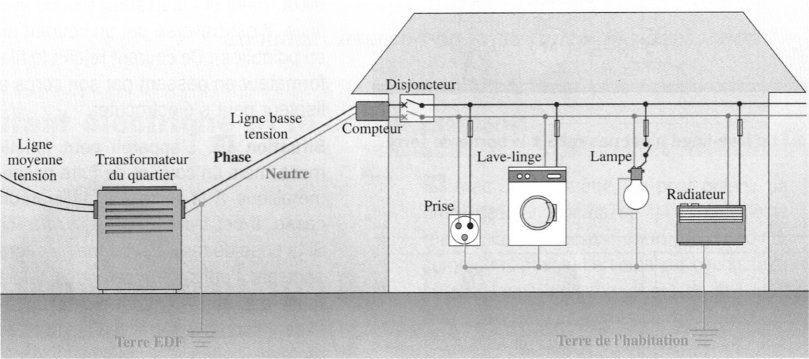 Disjoncteur
Ligne basse
tension
Compteur
Ligne
moyenne
tension
Transformateur
du quartier
Phase
Neutre
Lave-linge
Lampe
Prise
Radiateur
Terre EDF
Terre de l'habitation